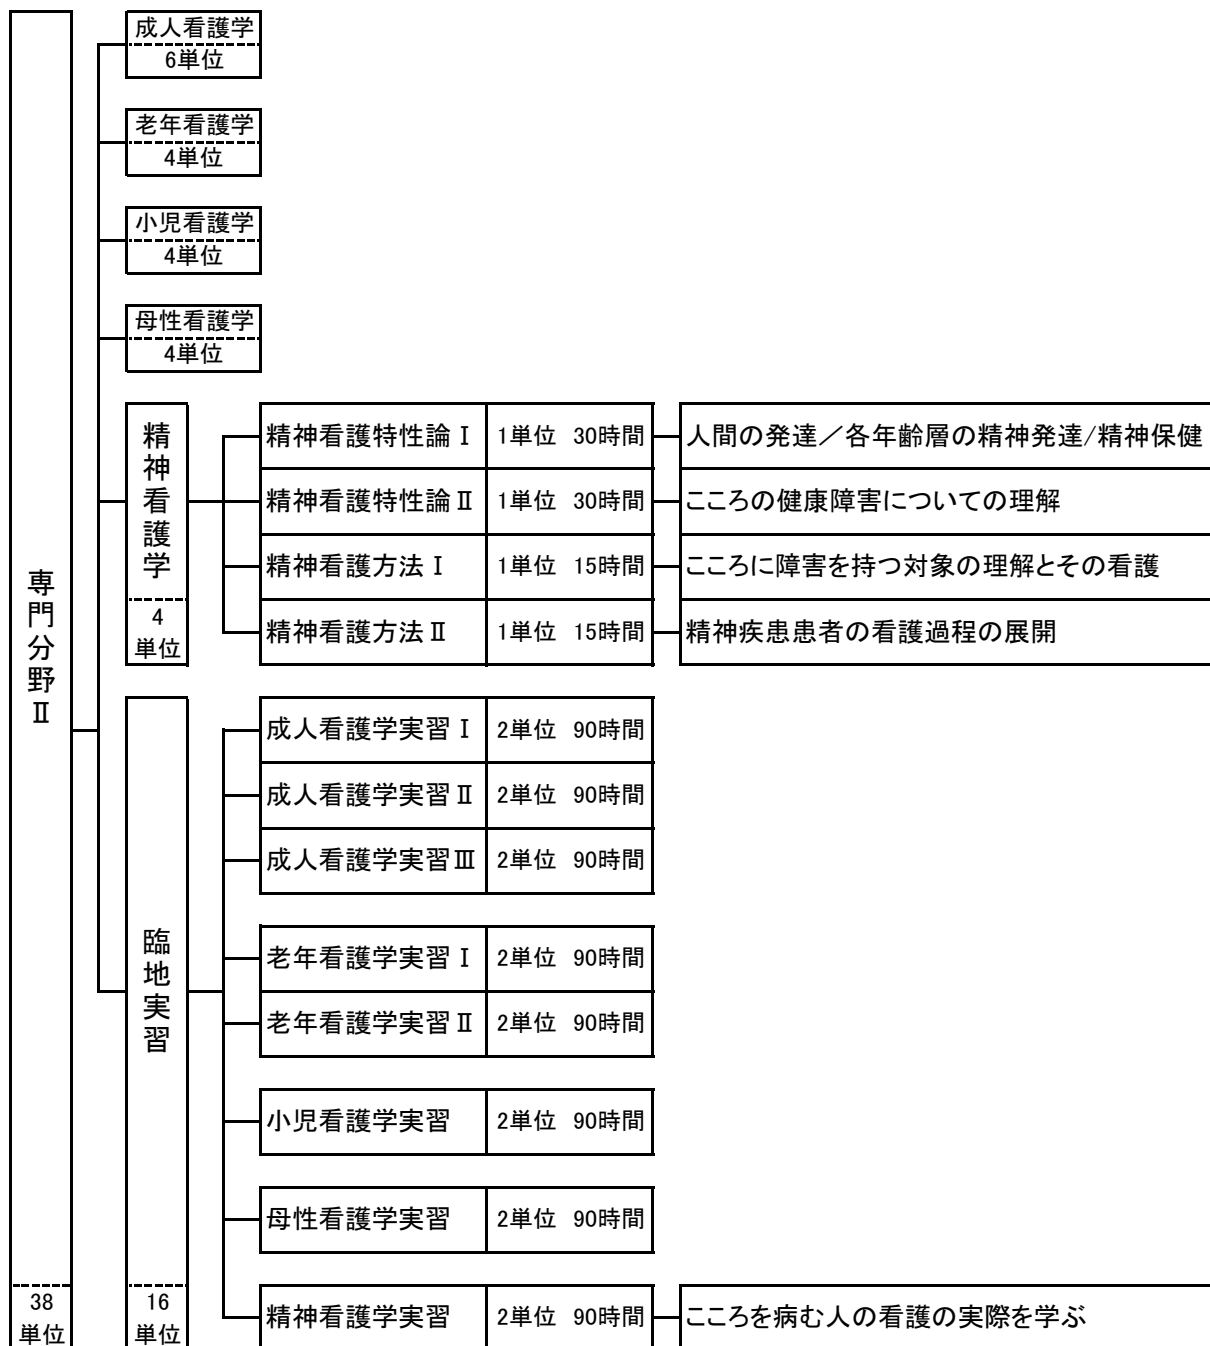 専門分野Ⅱ
38
単位
成人看護学
6単位
老年看護学
4単位
小児看護学
4単位
母性看護学
4単位
精神看護学
4
単位
精神看護特性論Ⅰ 1単位 30時間 人間の発達／各年齢層の精神発達/精神保健
精神看護特性論Ⅱ 1単位 30時間 こころの健康障害についての理解
精神看護方法Ⅰ 1単位 15時間 こころに障害を持つ対象の理解とその看護
精神看護方法Ⅱ 1単位 15時間 精神疾患患者の看護過程の展開
臨地実習
16
単位
成人看護学実習Ⅰ 2単位 90時間
成人看護学実習Ⅱ 2単位 90時間
成人看護学実習Ⅲ 2単位 90時間
老年看護学実習Ⅰ 2単位 90時間
老年看護学実習Ⅱ 2単位 90時間
小児看護学実習 2単位 90時間
母性看護学実習 2単位 90時間
精神看護学実習 2単位 90時間 こころを病む人の看護の実際を学ぶ